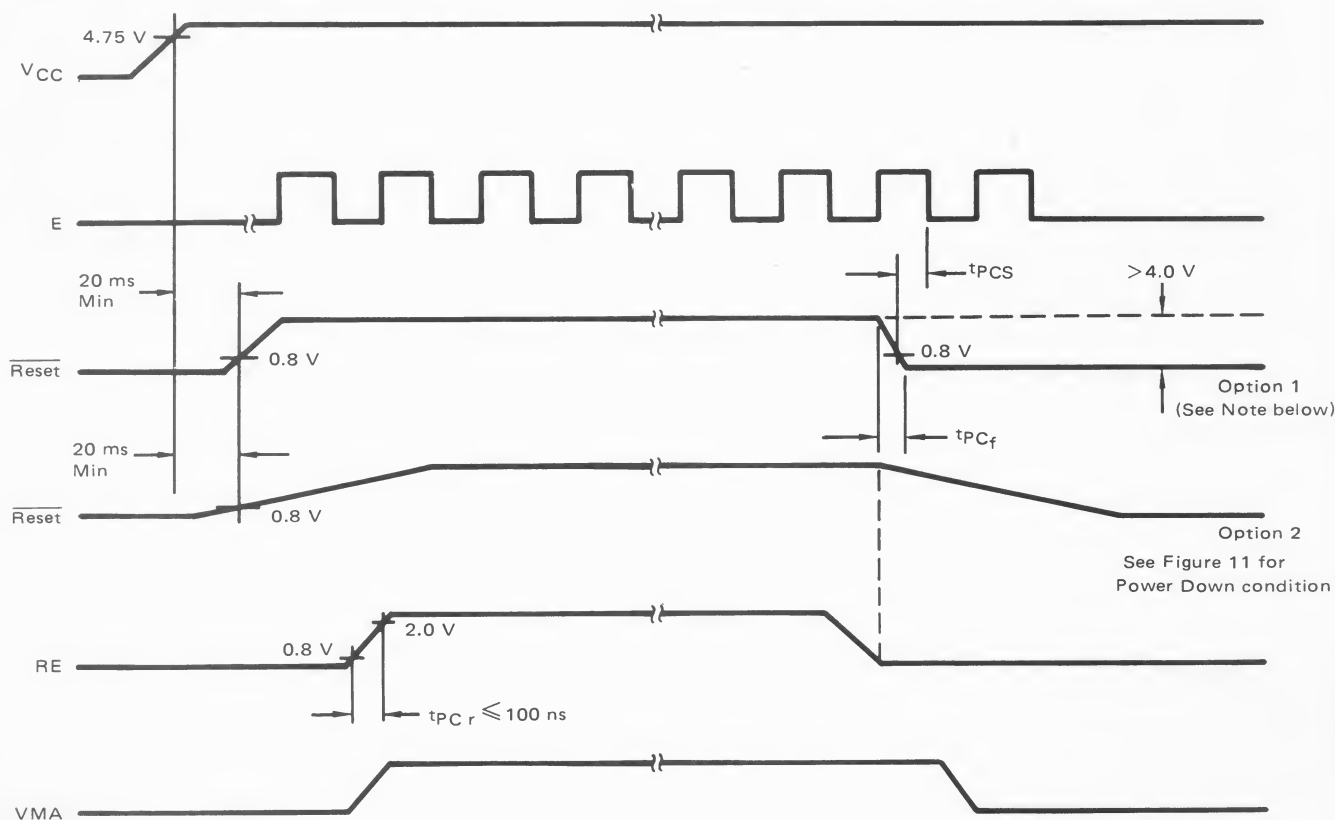 4.75 V
VCC
E
20 ms
Min
tPCS
>4.0 V
0.8 V
0.8 V
Reset
Option 1
(See Note below)
20 ms
Min
tPCf
0.8 V
Reset
Option 2
See Figure 11 for
Power Down condition
0.8 V
2.0 V
RE
tPCr ≤ 100 ns
VMA